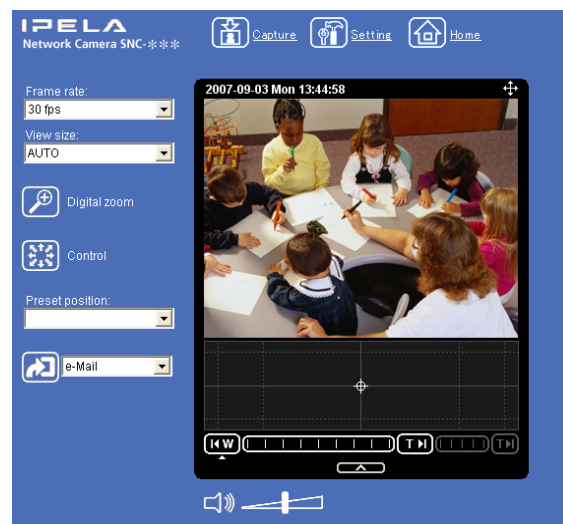 IPELA
Network Camera SNC-***
Capture
Setting
Home
Frame rate:
30 fps
View size:
AUTO
Digital zoom
Control
Preset position:
e-Mail
2007-09-03 Mon 13:44:58
W
T
T